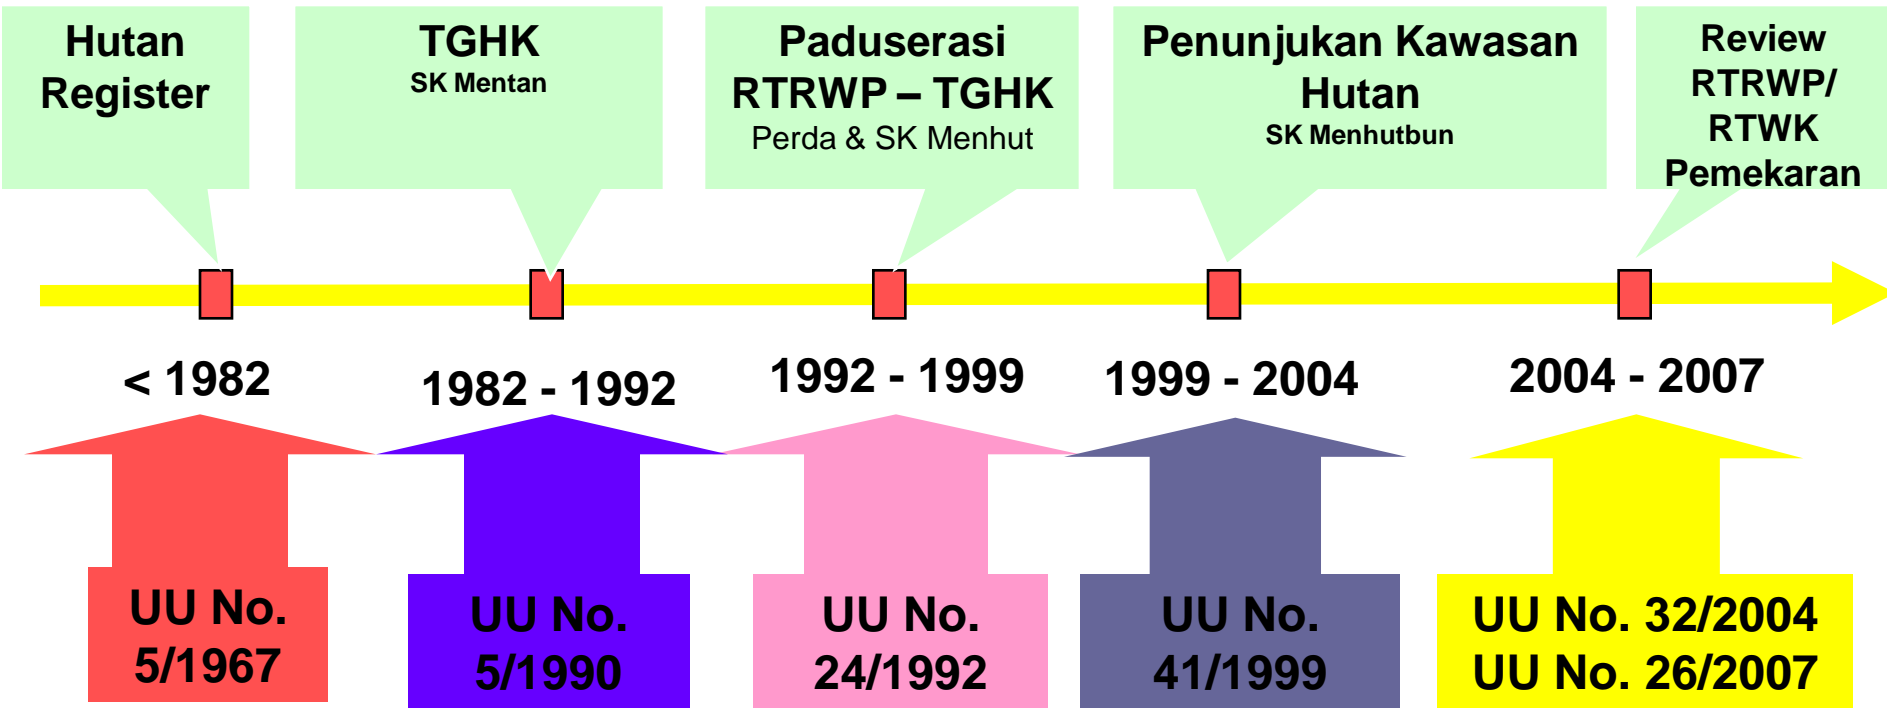 Hutan
Register
TGHK
SK Mentan
Paduserasi
RTRWP – TGHK
Perda & SK Menhut
Penunjukan Kawasan
Hutan
SK Menhutbun
Review
RTRWP/
RTWK
Pemekaran
< 1982
1982 - 1992
1992 - 1999
1999 - 2004
2004 - 2007
UU No.
5/1967
UU No.
5/1990
UU No.
24/1992
UU No.
41/1999
UU No. 32/2004
UU No. 26/2007